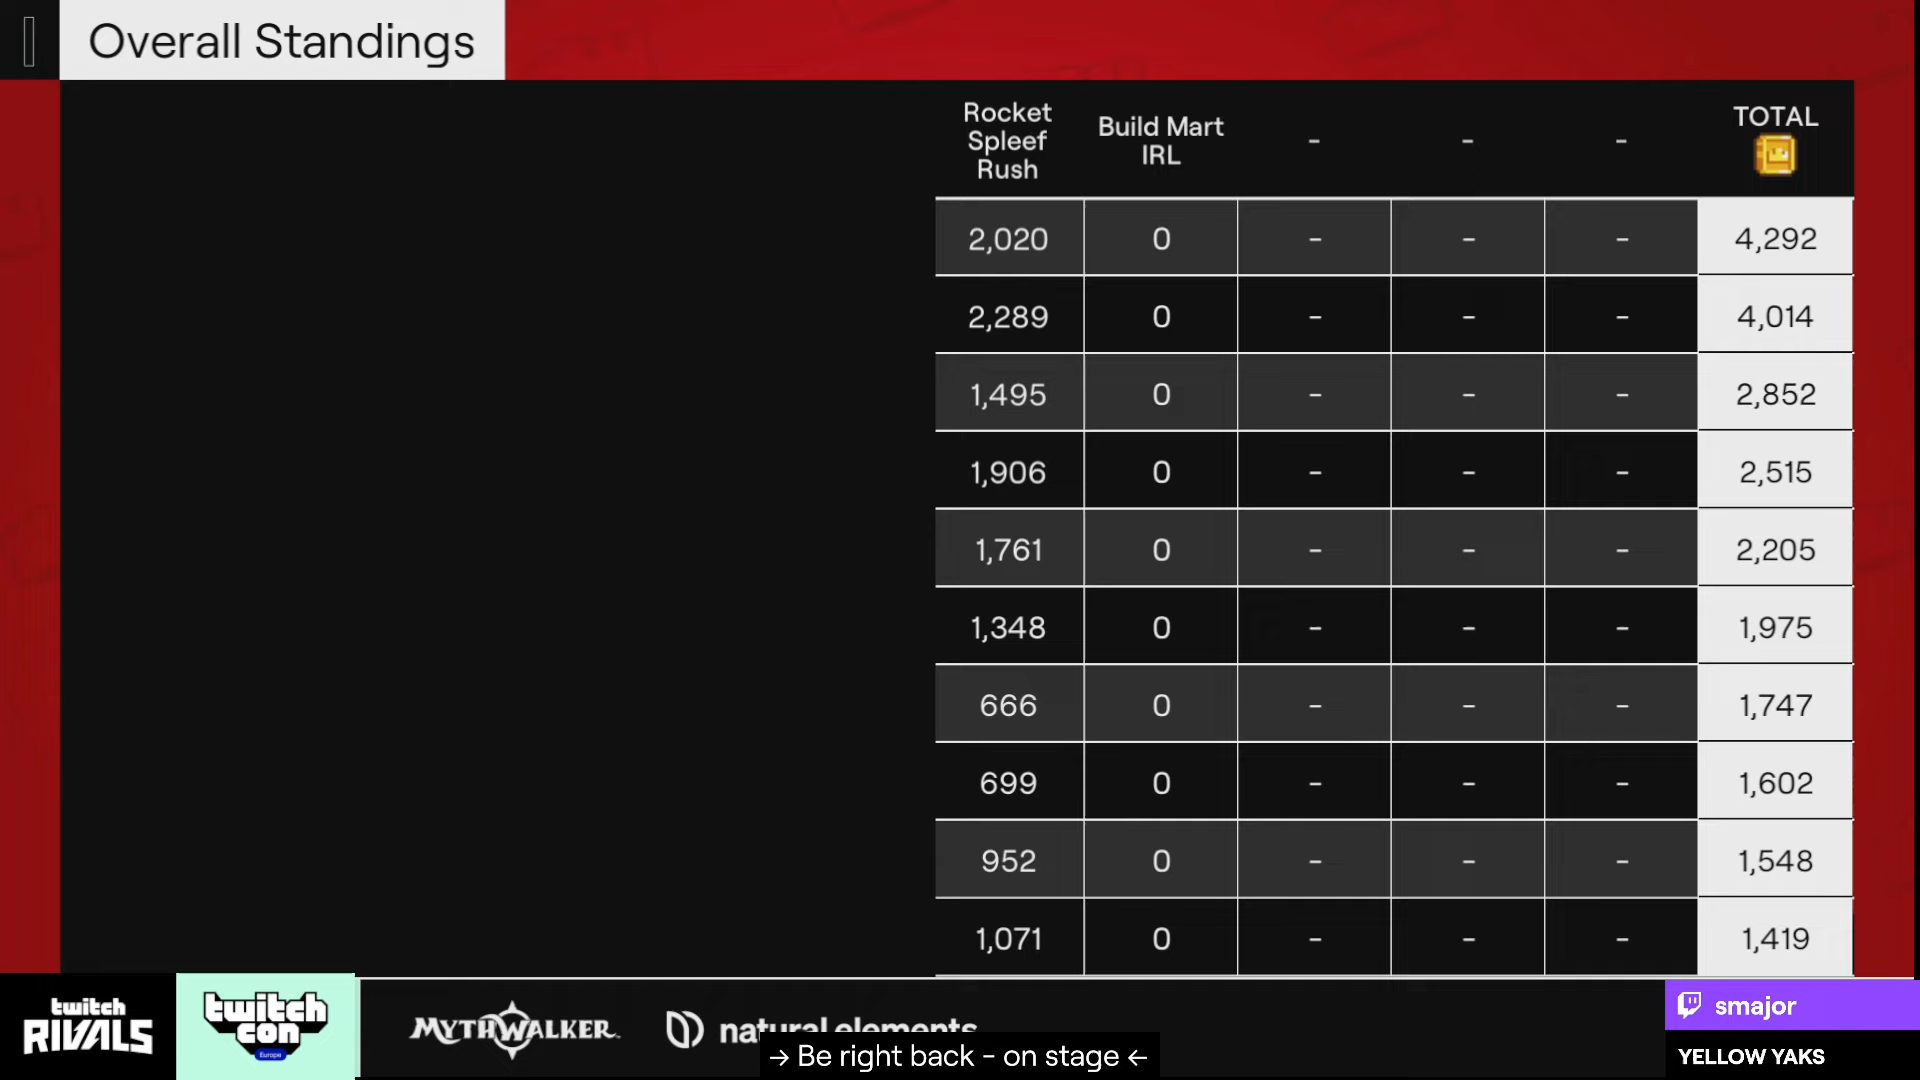 Overall Standings
Rocket Spleef Rush
Build Mart IRL
-
-
-
TOTAL
2,020 0 - - - 4,292
2,289 0 - - - 4,014
1,495 0 - - - 2,852
1,906 0 - - - 2,515
1,761 0 - - - 2,205
1,348 0 - - - 1,975
666 0 - - - 1,747
699 0 - - - 1,602
952 0 - - - 1,548
1,071 0 - - - 1,419
twitch
RIVALS
twitch
con
Europe
MYTHWALKER
natural elements
→ Be right back - on stage ←
smajor
YELLOW YAKS